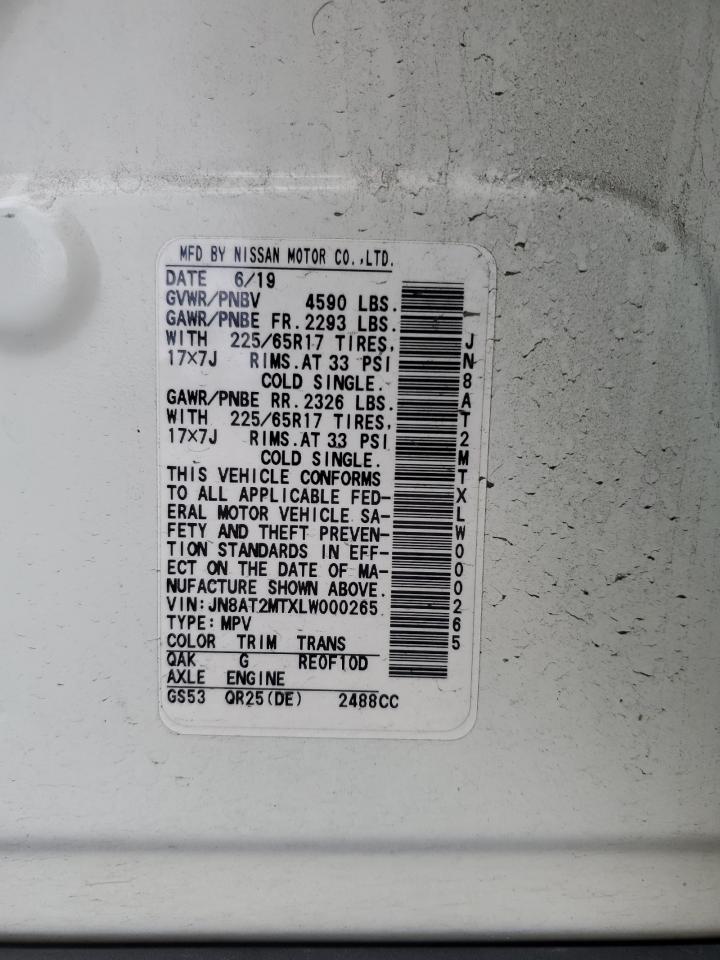 MFD BY NISSAN MOTOR CO.,LTD.
DATE 6/19
GVWR/PNBV 4590 LBS.
GAWR/PNBE FR. 2293 LBS.
WITH 225/65R17 TIRES,
17×7J RIMS. AT 33 PSI
COLD SINGLE.
GAWR/PNBE RR. 2326 LBS.
WITH 225/65R17 TIRES,
17×7J RIMS. AT 33 PSI
COLD SINGLE.
THIS VEHICLE CONFORMS
TO ALL APPLICABLE FED-
ERAL MOTOR VEHICLE SA-
FETY AND THEFT PREVEN-
TION STANDARDS IN EFF-
ECT ON THE DATE OF MA-
NUFACTURE SHOWN ABOVE.
VIN: JN8AT2MTXLW000265
TYPE: MPV
COLOR TRIM TRANS
QAK G RE0F10D
AXLE ENGINE
GS53 QR25(DE) 2488CC
JN8AT2MTXLW000265